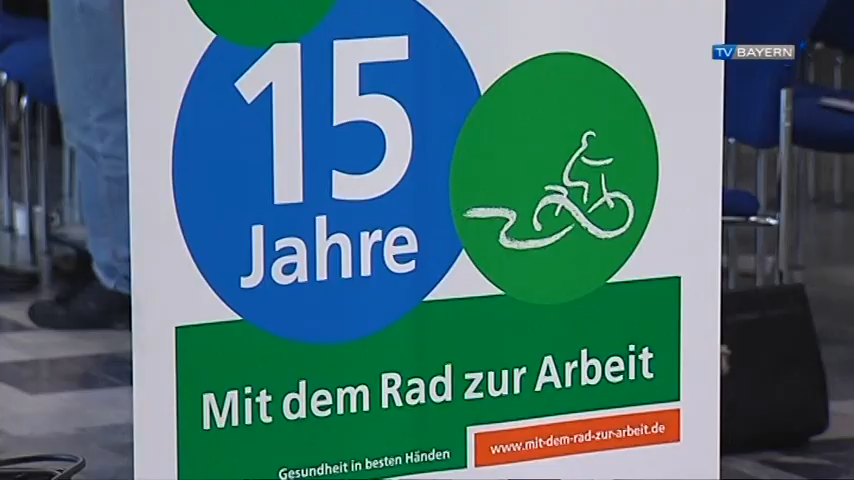 TV BAYERN
15
Jahre
Mit dem Rad zur Arbeit
www.mit-dem-rad-zur-arbeit.de
Gesundheit in besten Händen